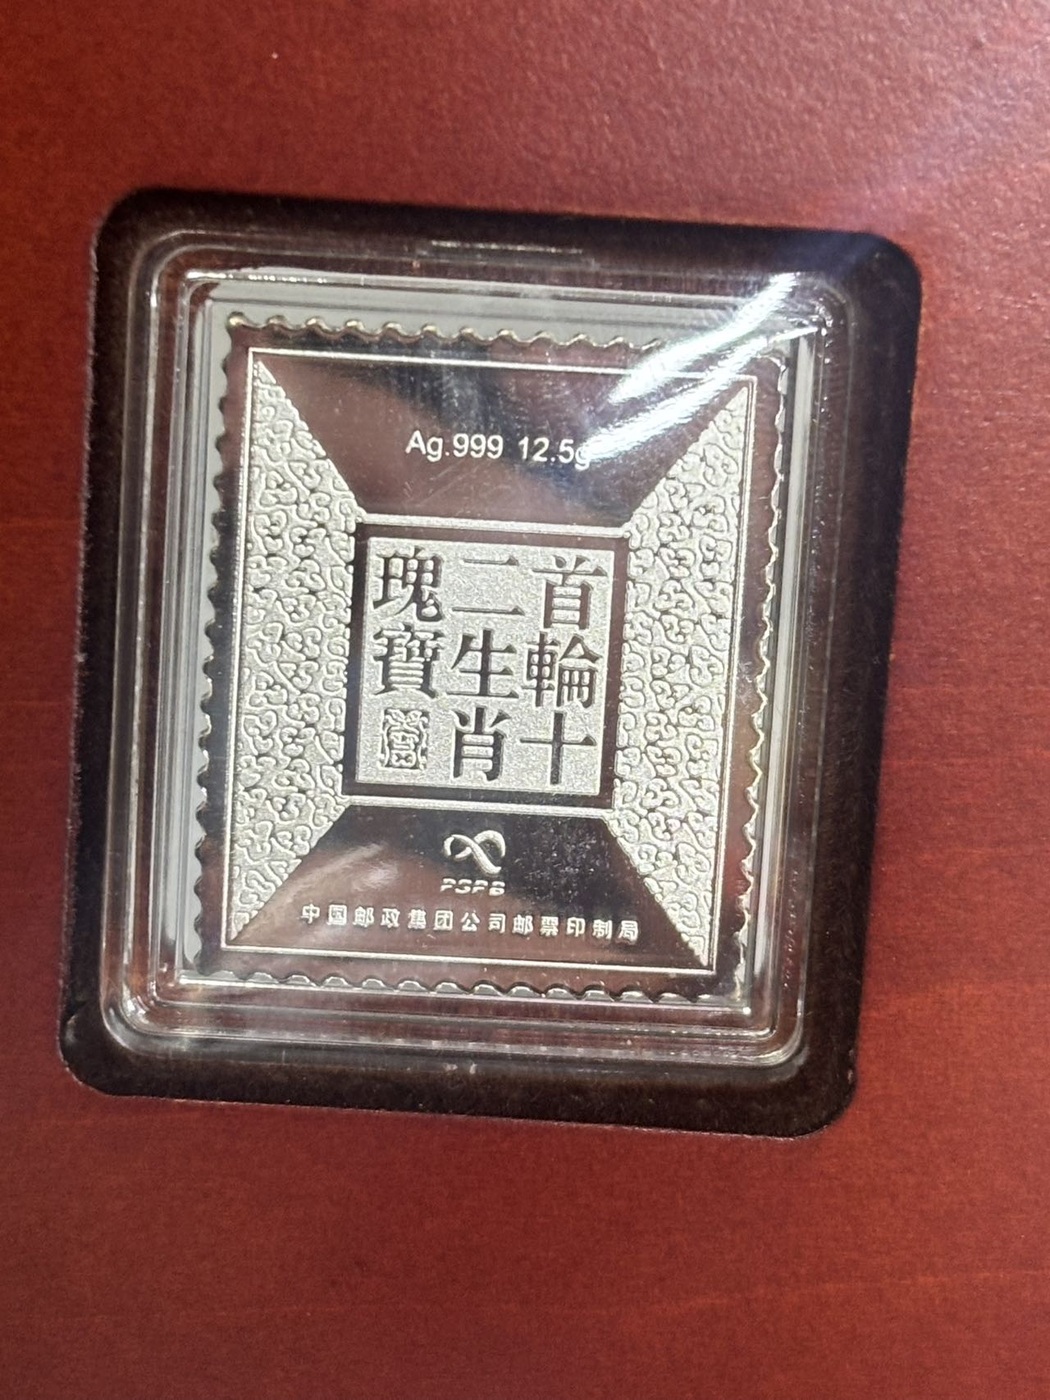 Ag.999 12.5g
首輪十
二生肖
瑰寶
PSPB
中国邮政集团公司邮票印制局